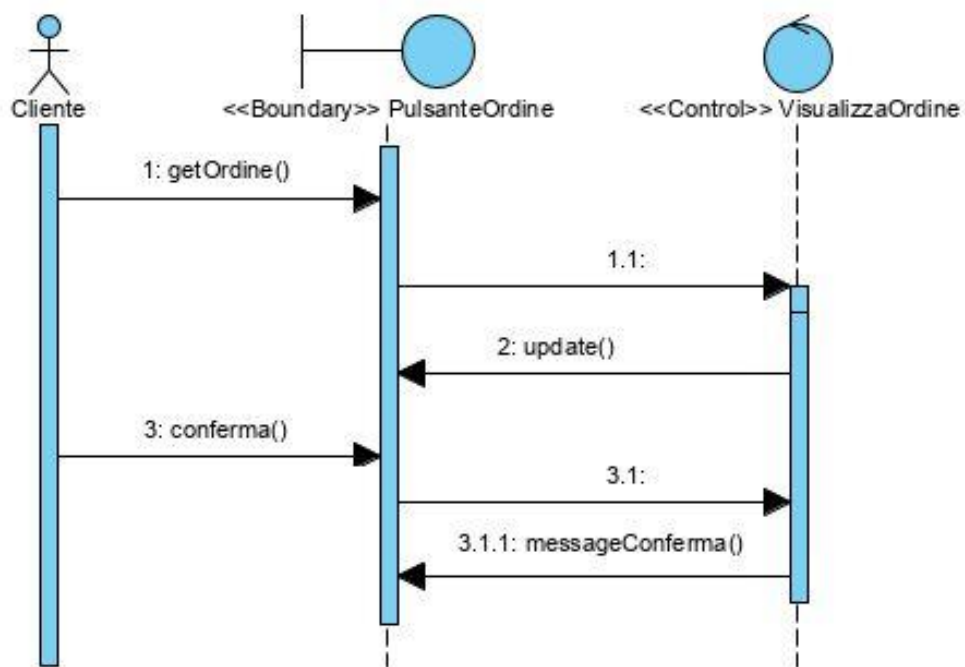 Cliente
<<Boundary>> PulsanteOrdine
<<Control>> VisualizzaOrdine
1: getOrdine()
1.1:
2: update()
3: conferma()
3.1:
3.1.1: messageConferma()